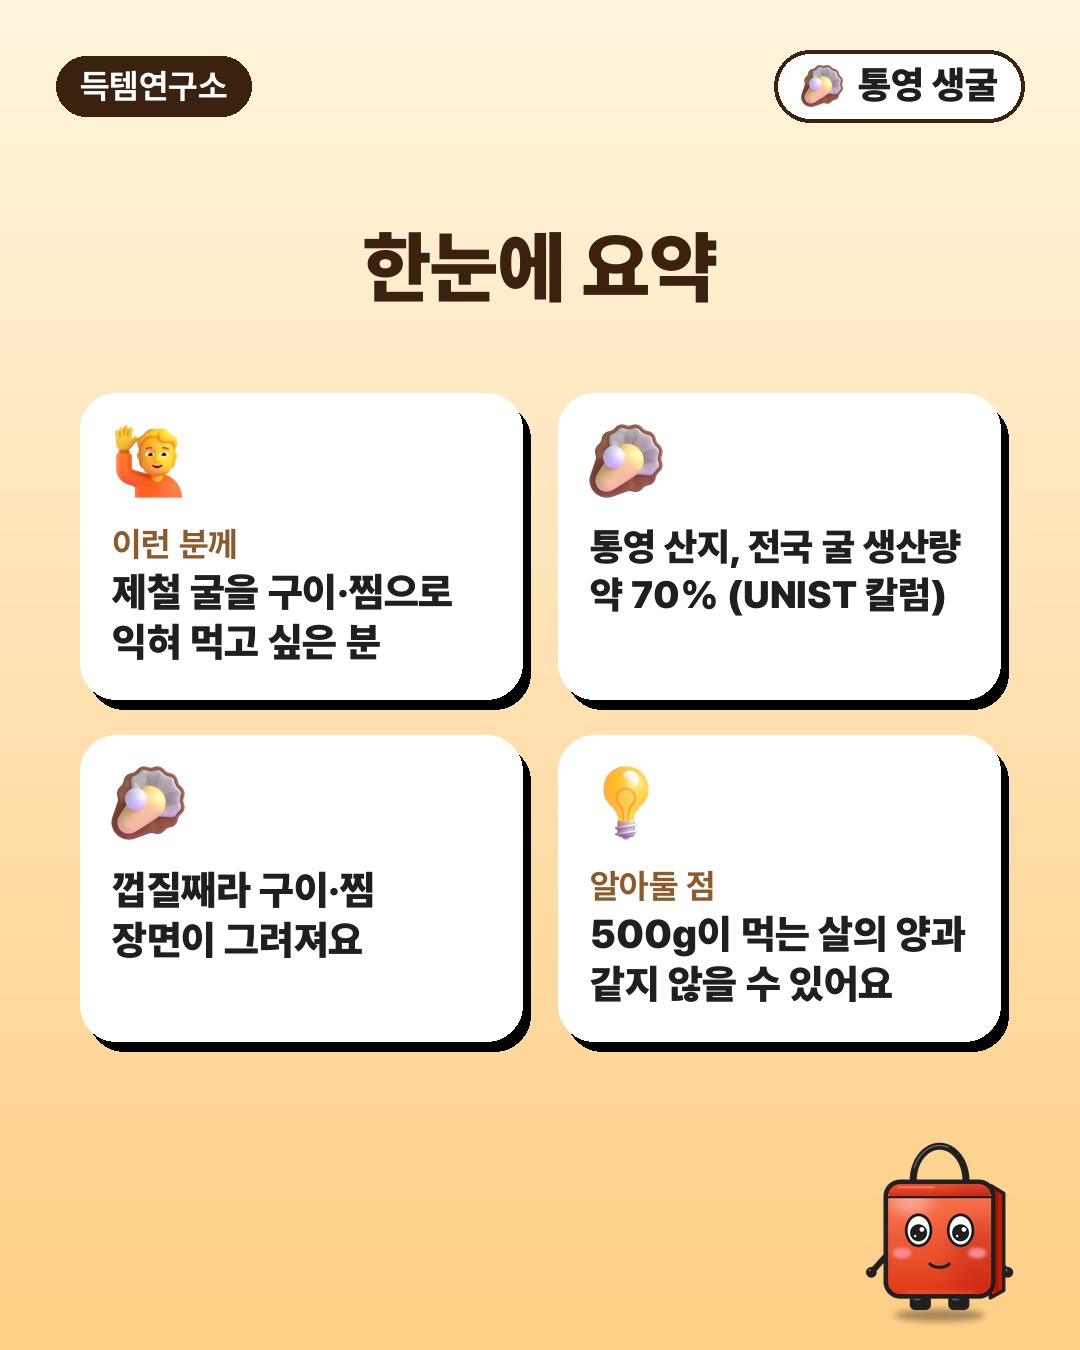 득템연구소
통영 생굴
한눈에 요약
이런 분께
제철 굴을 구이·찜으로
익혀 먹고 싶은 분
통영 산지, 전국 굴 생산량
약 70% (UNIST 칼럼)
껍질째라 구이·찜
장면이 그려져요
알아둘 점
500g이 먹는 살의 양과
같지 않을 수 있어요